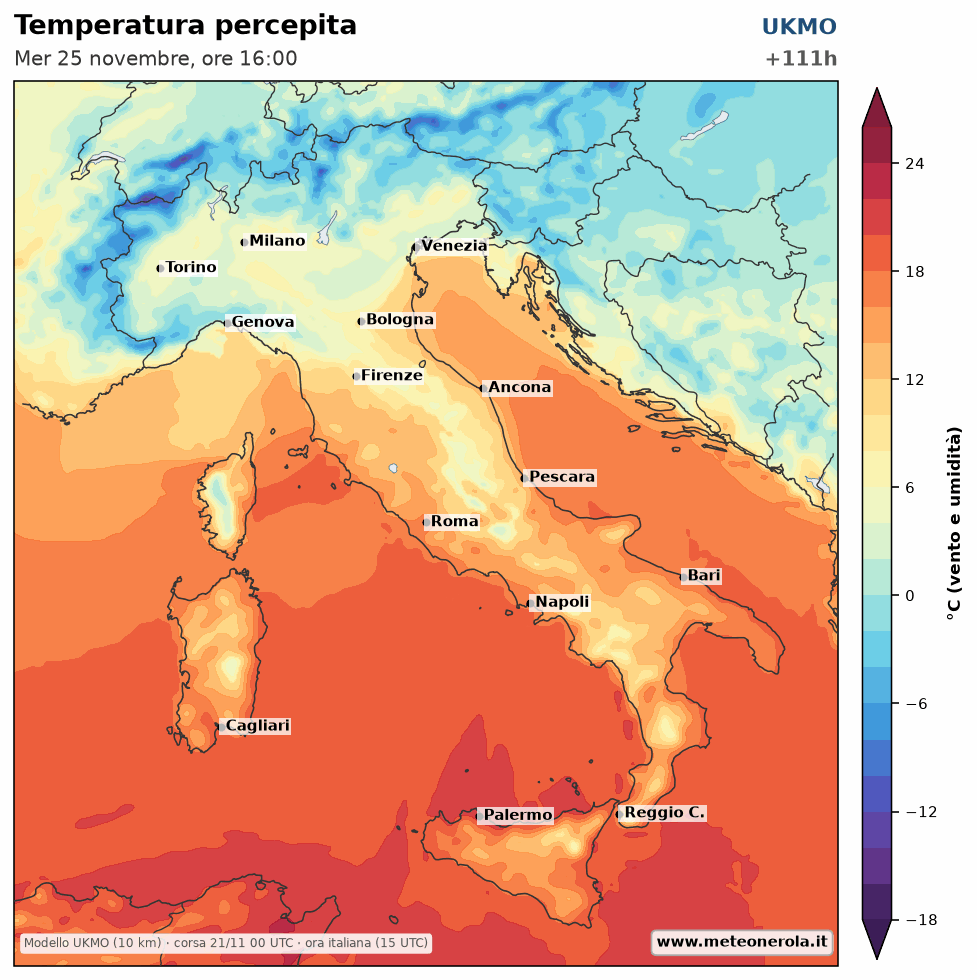 Temperatura percepita
UKMO
Mer 25 novembre, ore 16:00
+111h
Milano
Venezia
Torino
Genova
Bologna
Firenze
Ancona
Pescara
Roma
Bari
Napoli
Cagliari
Palermo
Reggio C.
24
18
12
6
0
−6
−12
−18
°C (vento e umidità)
Modello UKMO (10 km) · corsa 21/11 00 UTC · ora italiana (15 UTC)
www.meteonerola.it